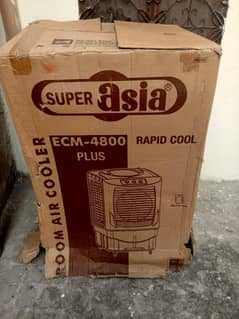 SUPER asia®
ECM-4800
PLUS
RAPID COOL
ROOM AIR COOLER